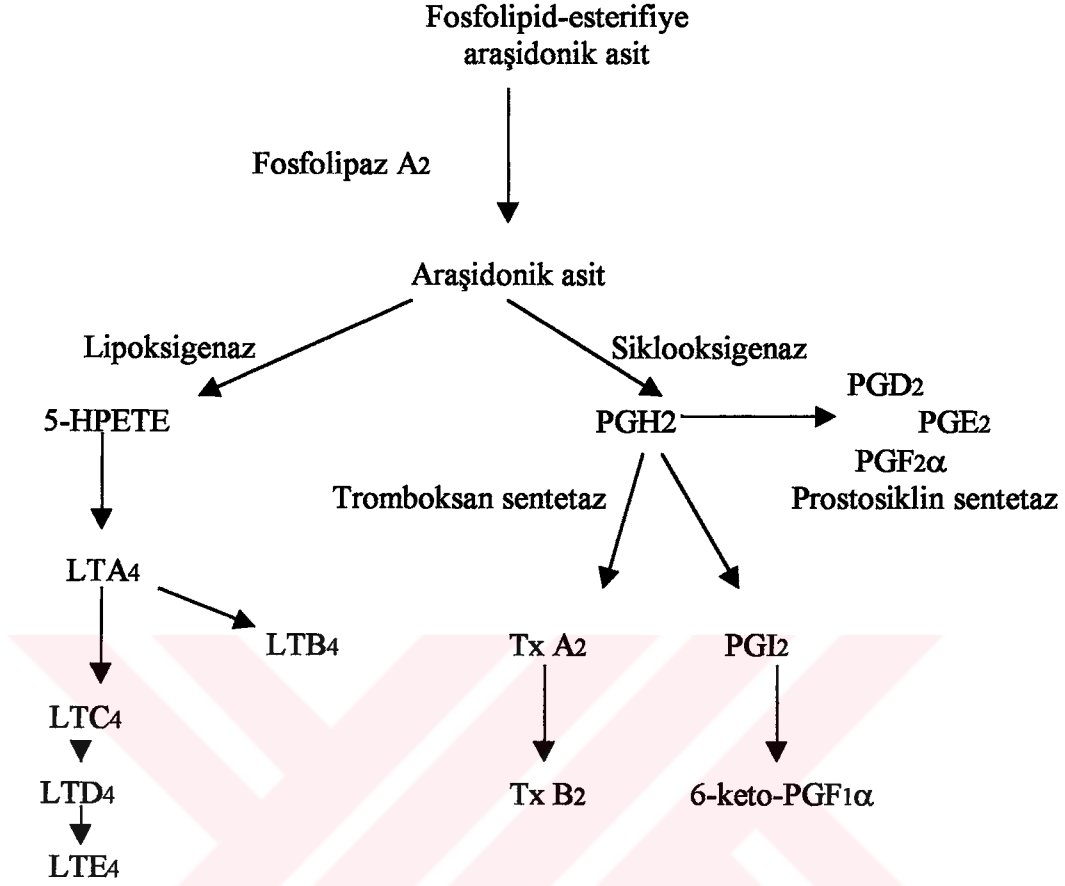 Fosfolipid-esterifiye
araşidonik asit
Fosfolipaz A2
Araşidonik asit
Lipoksigenaz
Siklooksigenaz
5-HPETE
PGH2
PGD2
PGE2
PGF2α
Tromboksan sentetaz
Prostosiklin sentetaz
LTA4
LTB4
Tx A2
PGI2
LTC4
LTD4
Tx B2
6-keto-PGF1α
LTE4